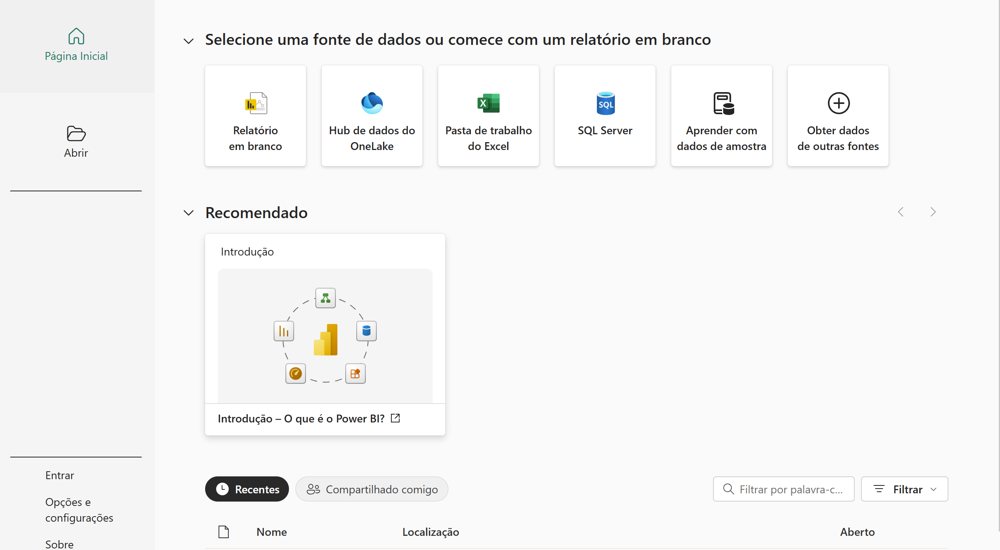 Página Inicial
Abrir
Entrar
Opções e
configurações
Sobre
Selecione uma fonte de dados ou comece com um relatório em branco
Relatório
em branco
Hub de dados do
OneLake
X
Pasta de trabalho
do Excel
SQL
SQL Server
Aprender com
dados de amostra
Obter dados
de outras fontes
Recomendado
Introdução
Introdução – O que é o Power BI?
Recentes
Compartilhado comigo
Filtrar por palavra-c...
Filtrar
Nome
Localização
Aberto